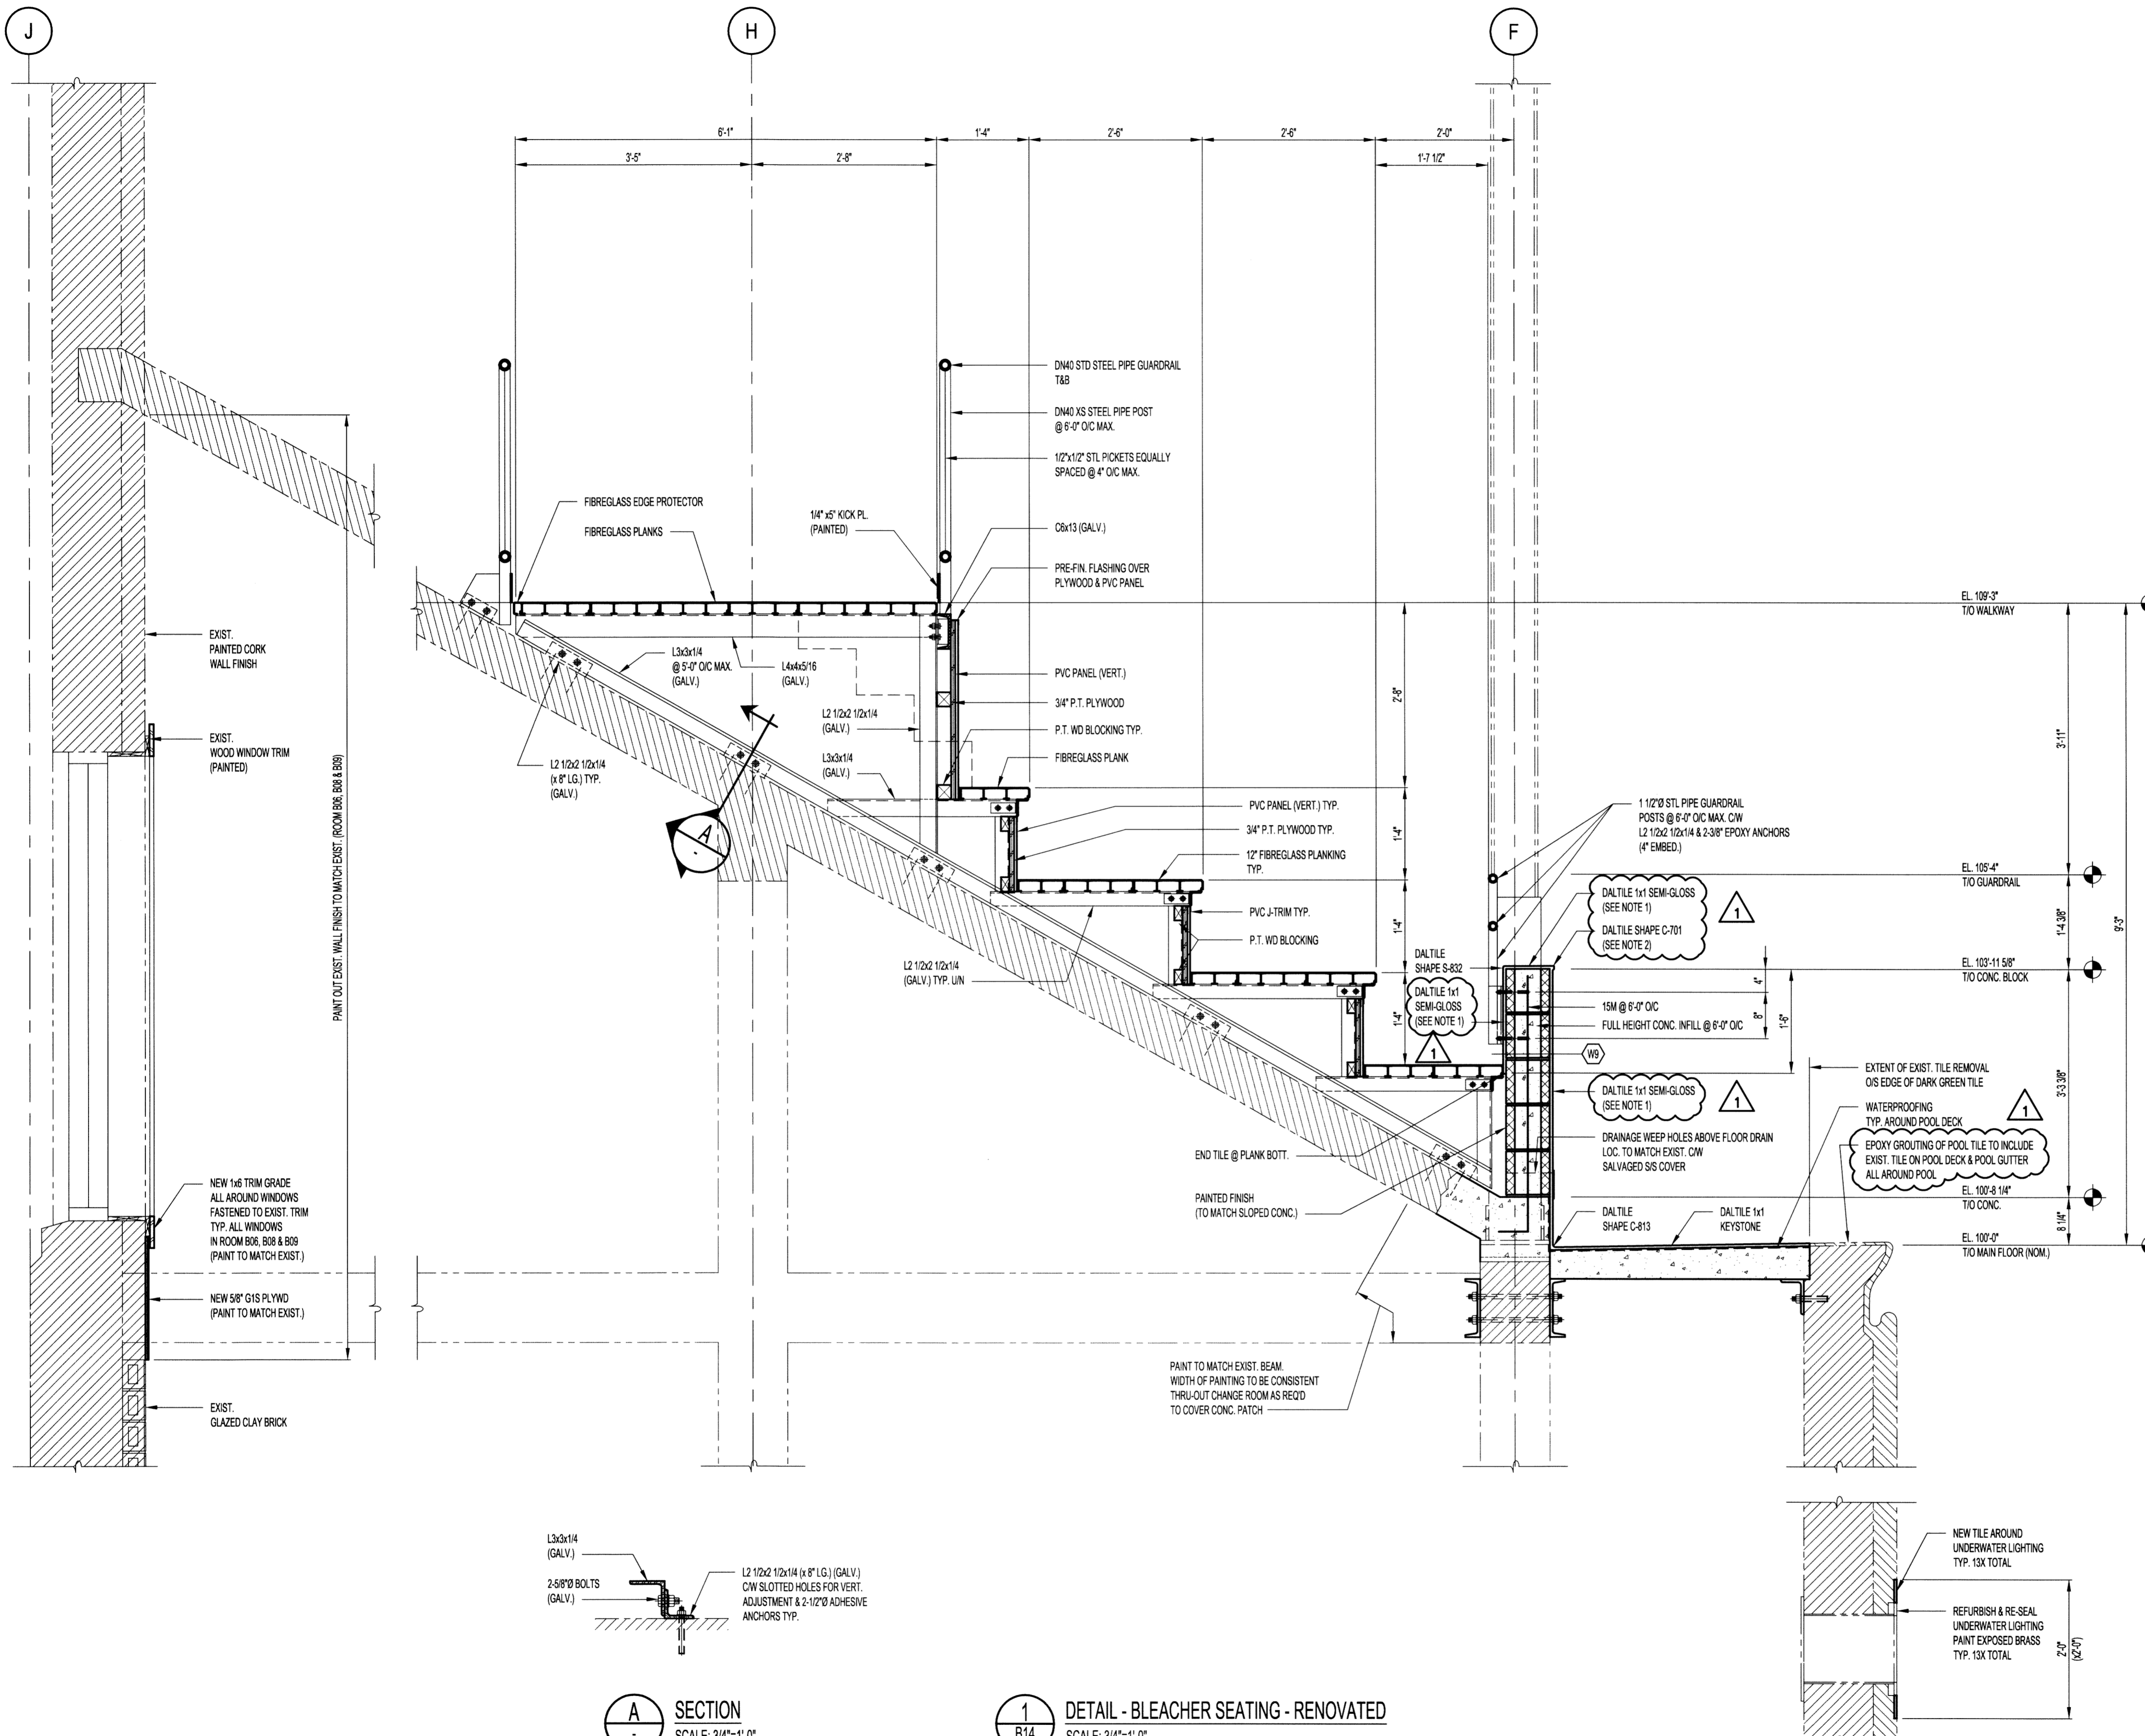 J
H
F
6'-1"
1'-4"
2'-6"
2'-6"
2'-0"
3'-5"
2'-8"
1'-7 1/2"
DN40 STD STEEL PIPE GUARDRAIL
T&B
DN40 XS STEEL PIPE POST
@ 6'-0" O/C MAX.
1/2"x1/2" STL PICKETS EQUALLY
SPACED @ 4" O/C MAX.
FIBREGLASS EDGE PROTECTOR
FIBREGLASS PLANKS
1/4" x5" KICK PL.
(PAINTED)
C6x13 (GALV.)
PRE-FIN. FLASHING OVER
PLYWOOD & PVC PANEL
EL. 109'-3"
T/O WALKWAY
EXIST.
PAINTED CORK
WALL FINISH
L3x3x1/4
@ 5'-0" O/C MAX.
(GALV.)
L4x4x5/16
(GALV.)
PVC PANEL (VERT.)
3/4" P.T. PLYWOOD
P.T. WD BLOCKING TYP.
FIBREGLASS PLANK
2'-8"
3'-11"
9'-3"
L2 1/2x2 1/2x1/4
(GALV.)
L3x3x1/4
(GALV.)
EXIST.
WOOD WINDOW TRIM
(PAINTED)
L2 1/2x2 1/2x1/4
(x 8" LG.) TYP.
(GALV.)
A
-
PAINT OUT EXIST. WALL FINISH TO MATCH EXIST. (ROOM B06, B08 & B09)
PVC PANEL (VERT.) TYP.
3/4" P.T. PLYWOOD TYP.
12" FIBREGLASS PLANKING
TYP.
1'-4"
1 1/2"Ø STL PIPE GUARDRAIL
POSTS @ 6'-0" O/C MAX. C/W
L2 1/2x2 1/2x1/4 & 2-3/8" EPOXY ANCHORS
(4" EMBED.)
EL. 105'-4"
T/O GUARDRAIL
PVC J-TRIM TYP.
P.T. WD BLOCKING
1'-4"
DALTILE 1x1 SEMI-GLOSS
(SEE NOTE 1)
DALTILE SHAPE C-701
(SEE NOTE 2)
1
1'-4 3/8"
L2 1/2x2 1/2x1/4
(GALV.) TYP. U/N
DALTILE
SHAPE S-832
DALTILE 1x1
SEMI-GLOSS
(SEE NOTE 1)
1
1'-4"
EL. 103'-11 5/8"
T/O CONC. BLOCK
4"
8"
1'-6"
15M @ 6'-0" O/C
FULL HEIGHT CONC. INFILL @ 6'-0" O/C
W9
EXTENT OF EXIST. TILE REMOVAL
O/S EDGE OF DARK GREEN TILE
DALTILE 1x1 SEMI-GLOSS
(SEE NOTE 1)
1
3'-3 3/8"
WATERPROOFING
TYP. AROUND POOL DECK
1
EPOXY GROUTING OF POOL TILE TO INCLUDE
EXIST. TILE ON POOL DECK & POOL GUTTER
ALL AROUND POOL
DRAINAGE WEEP HOLES ABOVE FLOOR DRAIN
LOC. TO MATCH EXIST. C/W
SALVAGED S/S COVER
END TILE @ PLANK BOTT.
PAINTED FINISH
(TO MATCH SLOPED CONC.)
EL. 100'-8 1/4"
T/O CONC.
8 1/4"
DALTILE
SHAPE C-813
DALTILE 1x1
KEYSTONE
EL. 100'-0"
T/O MAIN FLOOR (NOM.)
NEW 1x6 TRIM GRADE
ALL AROUND WINDOWS
FASTENED TO EXIST. TRIM
TYP. ALL WINDOWS
IN ROOM B06, B08 & B09
(PAINT TO MATCH EXIST.)
NEW 5/8" G1S PLYWD
(PAINT TO MATCH EXIST.)
PAINT TO MATCH EXIST. BEAM.
WIDTH OF PAINTING TO BE CONSISTENT
THRU-OUT CHANGE ROOM AS REQ'D
TO COVER CONC. PATCH
EXIST.
GLAZED CLAY BRICK
L3x3x1/4
(GALV.)
2-5/8"Ø BOLTS
(GALV.)
L2 1/2x2 1/2x1/4 (x 8" LG.) (GALV.)
C/W SLOTTED HOLES FOR VERT.
ADJUSTMENT & 2-1/2"Ø ADHESIVE
ANCHORS TYP.
NEW TILE AROUND
UNDERWATER LIGHTING
TYP. 13X TOTAL
REFURBISH & RE-SEAL
UNDERWATER LIGHTING
PAINT EXPOSED BRASS
TYP. 13X TOTAL
2'-0"
(x2'-0")
A
-
SECTION
SCALE: 3/4"=1'-0"
1
B14
DETAIL - BLEACHER SEATING - RENOVATED
SCALE: 3/4"=1'-0"